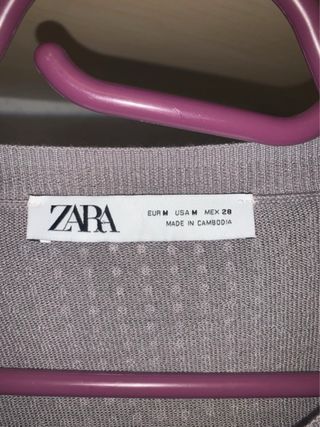 ZARA
EUR M USA M MEX 28
MADE IN CAMBODIA